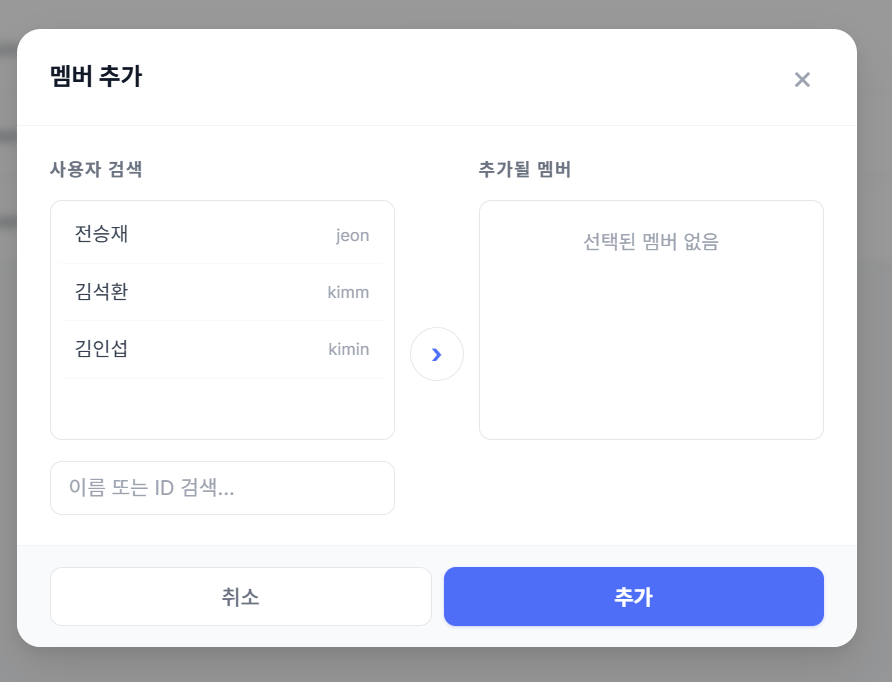 멤버 추가
사용자 검색
전승재 jeon
김석환 kimm
김인섭 kimin
이름 또는 ID 검색...
추가될 멤버
선택된 멤버 없음
취소
추가